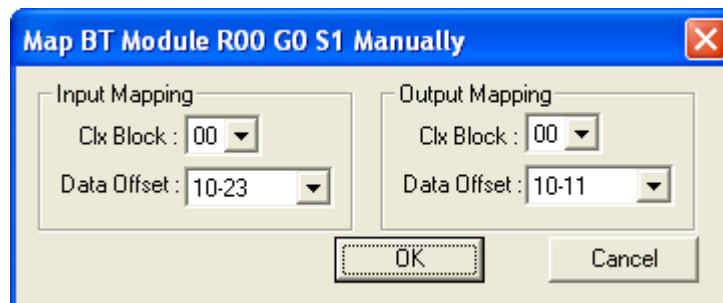 Map BT Module R00 G0 S1 Manually
Input Mapping
Clx Block : 00
Data Offset : 10-23
Output Mapping
Clx Block : 00
Data Offset : 10-11
OK
Cancel